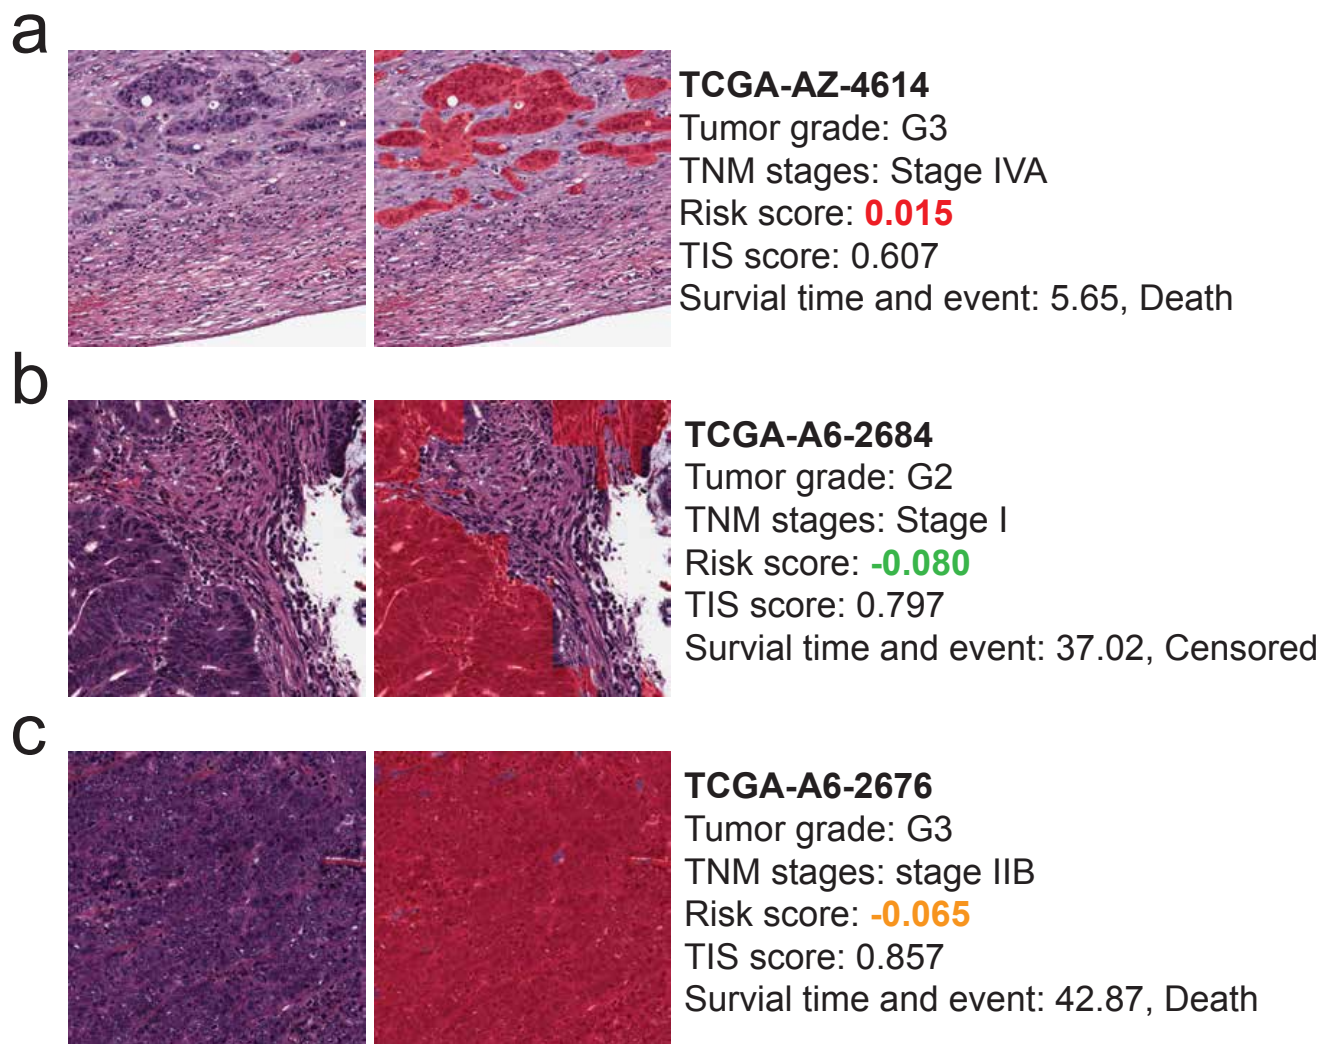 a
TCGA-AZ-4614
Tumor grade: G3
TNM stages: Stage IVA
Risk score: 0.015
TIS score: 0.607
Survial time and event: 5.65, Death
b
TCGA-A6-2684
Tumor grade: G2
TNM stages: Stage I
Risk score: -0.080
TIS score: 0.797
Survial time and event: 37.02, Censored
c
TCGA-A6-2676
Tumor grade: G3
TNM stages: stage IIB
Risk score: -0.065
TIS score: 0.857
Survial time and event: 42.87, Death